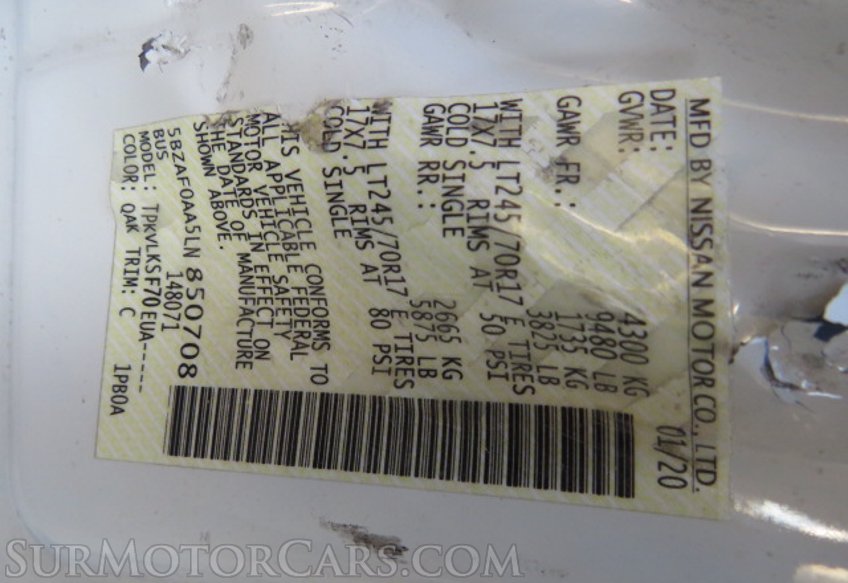 MFD BY NISSAN MOTOR CO., LTD.
DATE: 01/20
GVWR: 4300 KG
9480 LB
GAWR FR.: 1735 KG
3825 LB
WITH LT245/70R17 E TIRES
17X7.5 RIMS AT 50 PSI
COLD SINGLE
GAWR RR.: 2665 KG
5875 LB
WITH LT245/70R17 E TIRES
17X7.5 RIMS AT 80 PSI
COLD SINGLE
THIS VEHICLE CONFORMS TO
ALL APPLICABLE FEDERAL
MOTOR VEHICLE SAFETY
STANDARDS IN EFFECT ON
THE DATE OF MANUFACTURE
SHOWN ABOVE.
5BZAF0AA5LN850708
BUS 148071
MODEL: TPKVLKSF70EUA-----
COLOR: QAK TRIM: C 1PB0A
SURMOTORCARS.COM